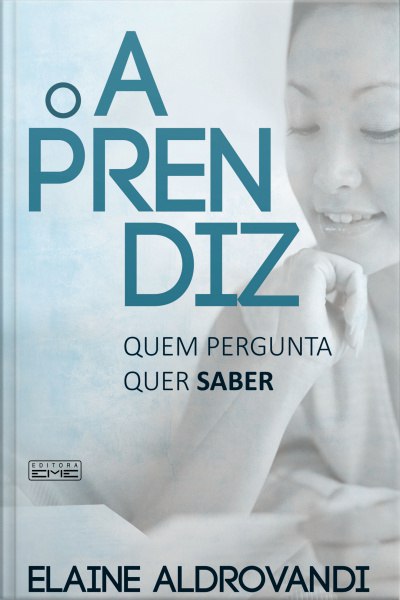 O A
PREN
DIZ
QUEM PERGUNTA
QUER SABER
EDITORA
EME
ELAINE ALDROVANDI